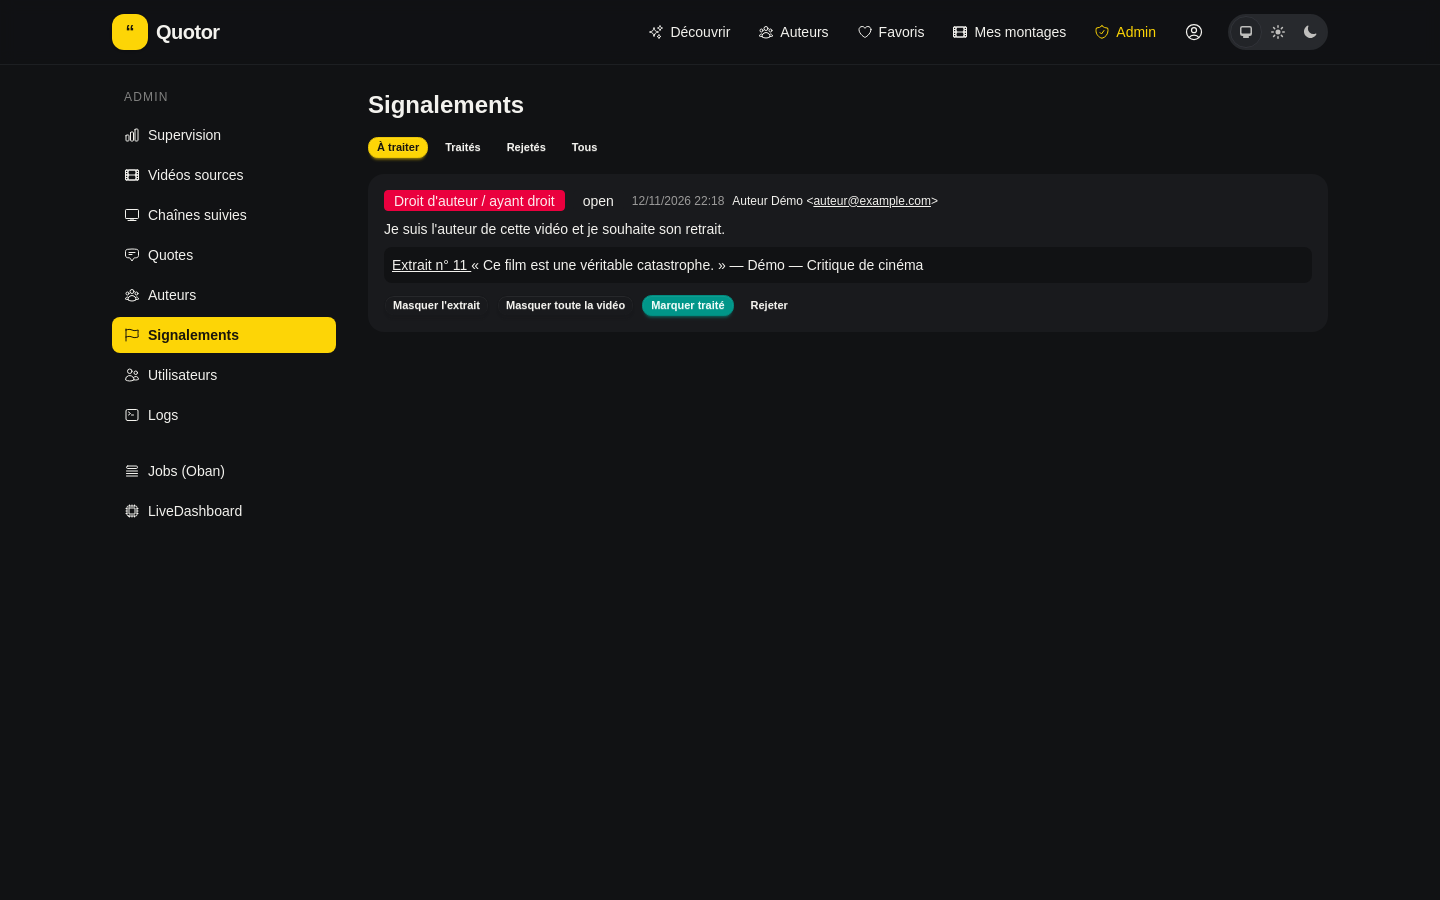 “ Quotor
Découvrir Auteurs Favoris Mes montages Admin
ADMIN
Supervision
Vidéos sources
Chaînes suivies
Quotes
Auteurs
Signalements
Utilisateurs
Logs
Jobs (Oban)
LiveDashboard
Signalements
À traiter Traités Rejetés Tous
Droit d'auteur / ayant droit open 12/11/2026 22:18 Auteur Démo <auteur@example.com>
Je suis l'auteur de cette vidéo et je souhaite son retrait.
Extrait n° 11 « Ce film est une véritable catastrophe. » — Démo — Critique de cinéma
Masquer l'extrait Masquer toute la vidéo Marquer traité Rejeter